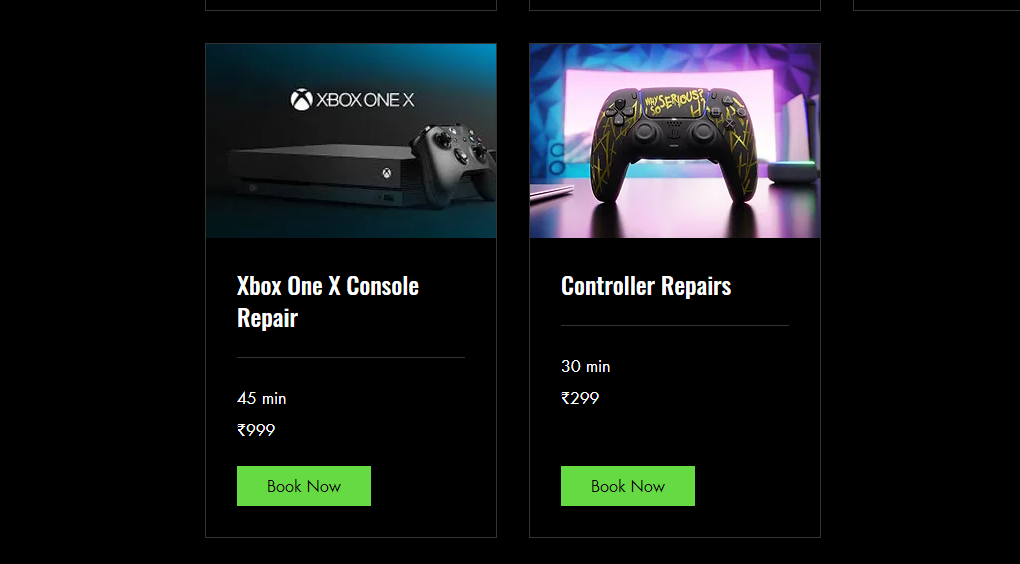 XBOX ONE X
WHY
SO SERIOUS?
Xbox One X Console
Repair
45 min
₹999
Book Now
Controller Repairs
30 min
₹299
Book Now